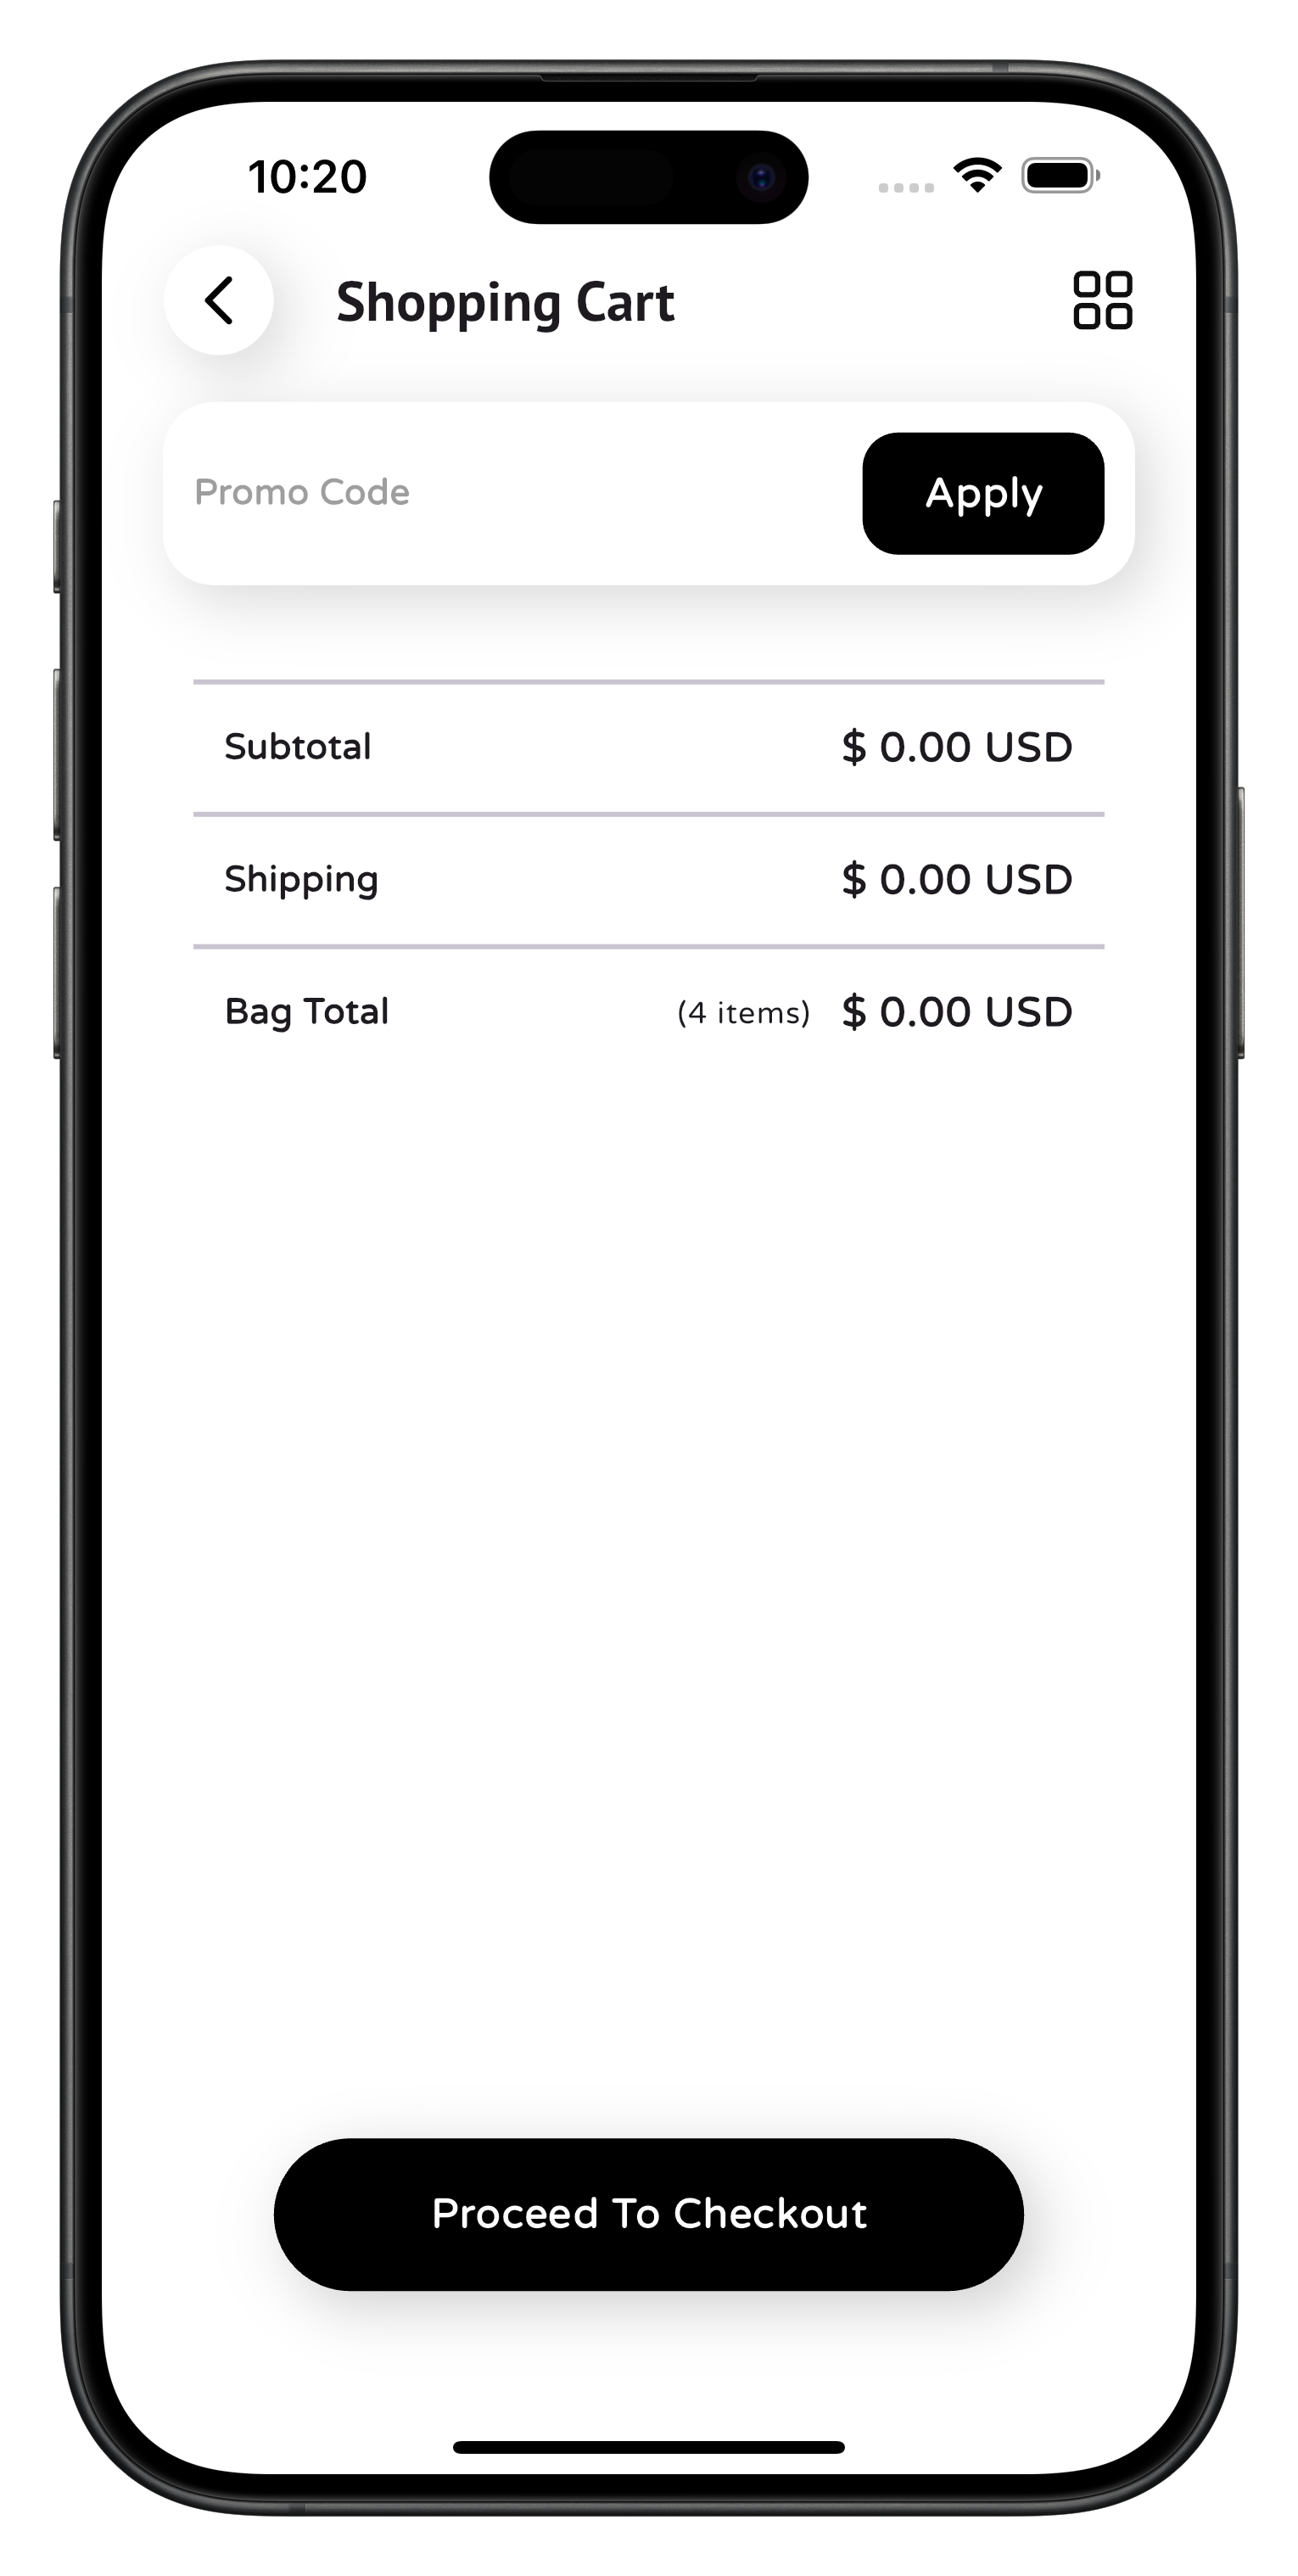 10:20
Shopping Cart
Promo Code
Apply
Subtotal
$ 0.00 USD
Shipping
$ 0.00 USD
Bag Total
(4 items)
$ 0.00 USD
Proceed To Checkout